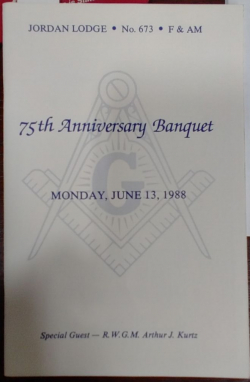 JORDAN LODGE • No. 673 • F & AM
75th Anniversary Banquet
G
MONDAY, JUNE 13, 1988
Special Guest — R.W.G.M. Arthur J. Kurtz